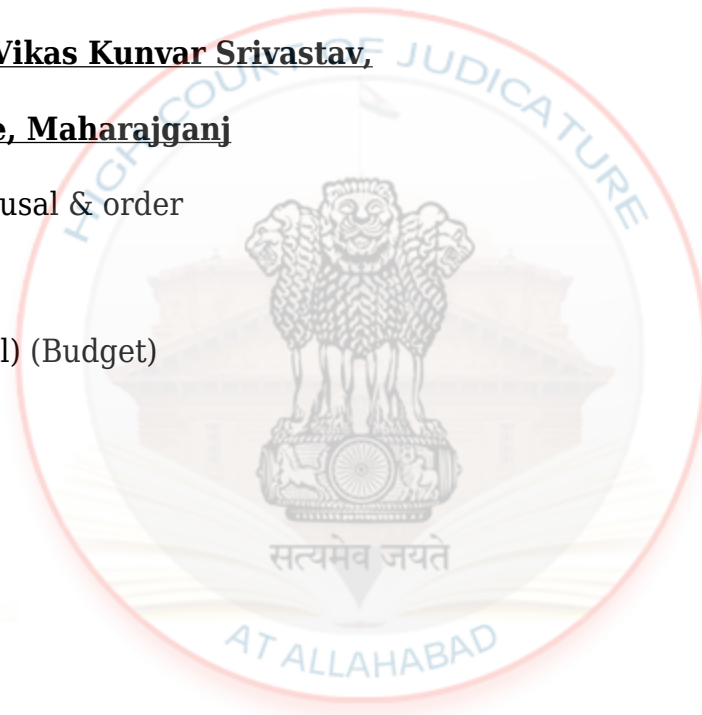 Vikas Kunvar Srivastav,
HIGH COURT OF JUDICATURE
e, Maharajganj
usal & order
l) (Budget)
सत्यमेव जयते
AT ALLAHABAD